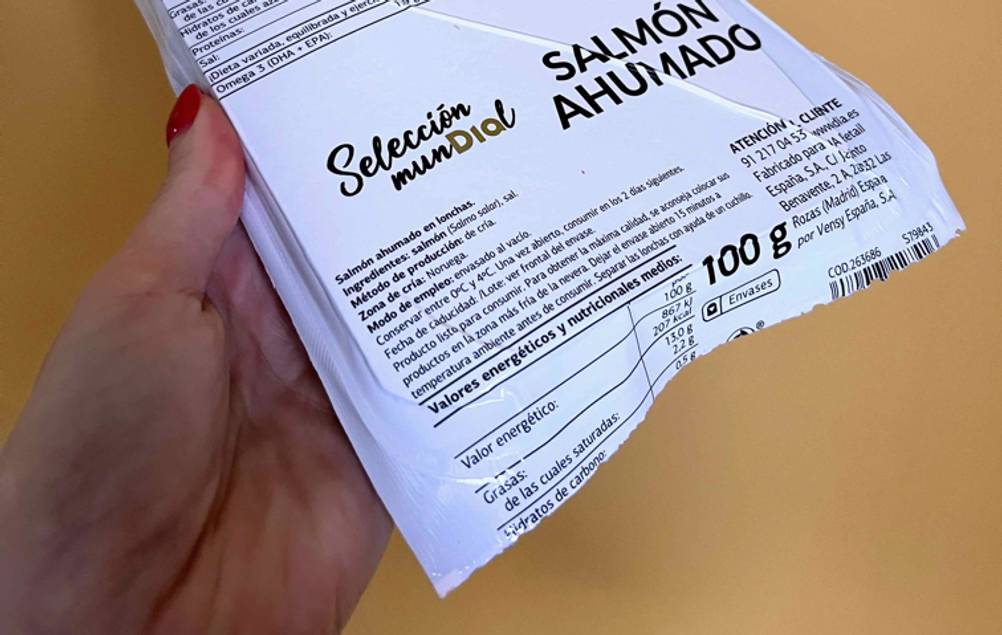 Grasas:
Hidratos de
Proteínas:
Sal:
¡Dieta variada, equilibrada y
Omega 3 (DHA + EPA):
SALMÓN
AHUMADO
Selección
munDIal
Salmón ahumado en lonchas.
Ingredientes: salmón (Salmo salar), sal.
Método de producción: de cría.
Zona de cría: Noruega.
Modo de empleo: envasado al vacío.
Conservar entre 0ºC y 4ºC. Una vez abierto, consumir en los 2 días siguientes.
Fecha de caducidad: /Lote: ver frontal del envase.
Producto listo para consumir. Para obtener la máxima calidad, se aconseja colocar sus
productos en la zona más fría de la nevera. Dejar el envase abierto 15 minutos a
temperatura ambiente antes de consumir. Separar las lonchas con ayuda de un cuchillo.
Valores energéticos y nutricionales medios:
100 g
Valor energético:
867 kJ
207 kcal
Grasas:
13.0 g
de las cuales saturadas:
2.2 g
Hidratos de carbono:
0.5 g
ATENCIÓN CLIENTE
91 217 04 53 www.dia.es
Fabricado para DIA Retail
España, S.A. C/ Jacinto
Benavente, 2 A, 28232 Las
Rozas (Madrid) España
por Vensy España, S.A
100 g
Envases
COD.263686
S79843